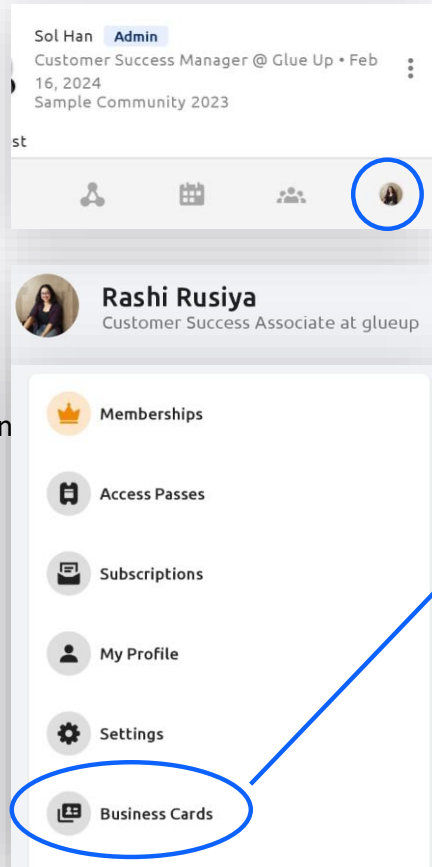 Sol Han Admin
Customer Success Manager @ Glue Up • Feb
16, 2024
Sample Community 2023
st
Rashi Rusiya
Customer Success Associate at glueup
n
Memberships
Access Passes
Subscriptions
My Profile
Settings
Business Cards